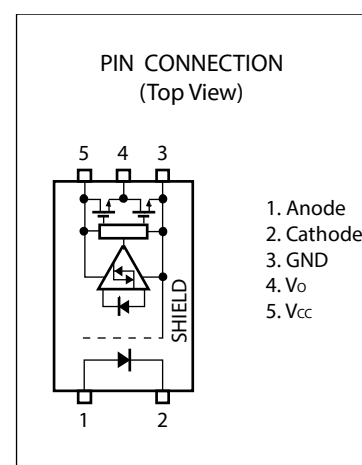 PIN CONNECTION
(Top View)
5 4 3
SHIELD
1 2
1. Anode
2. Cathode
3. GND
4. Vo
5. Vcc